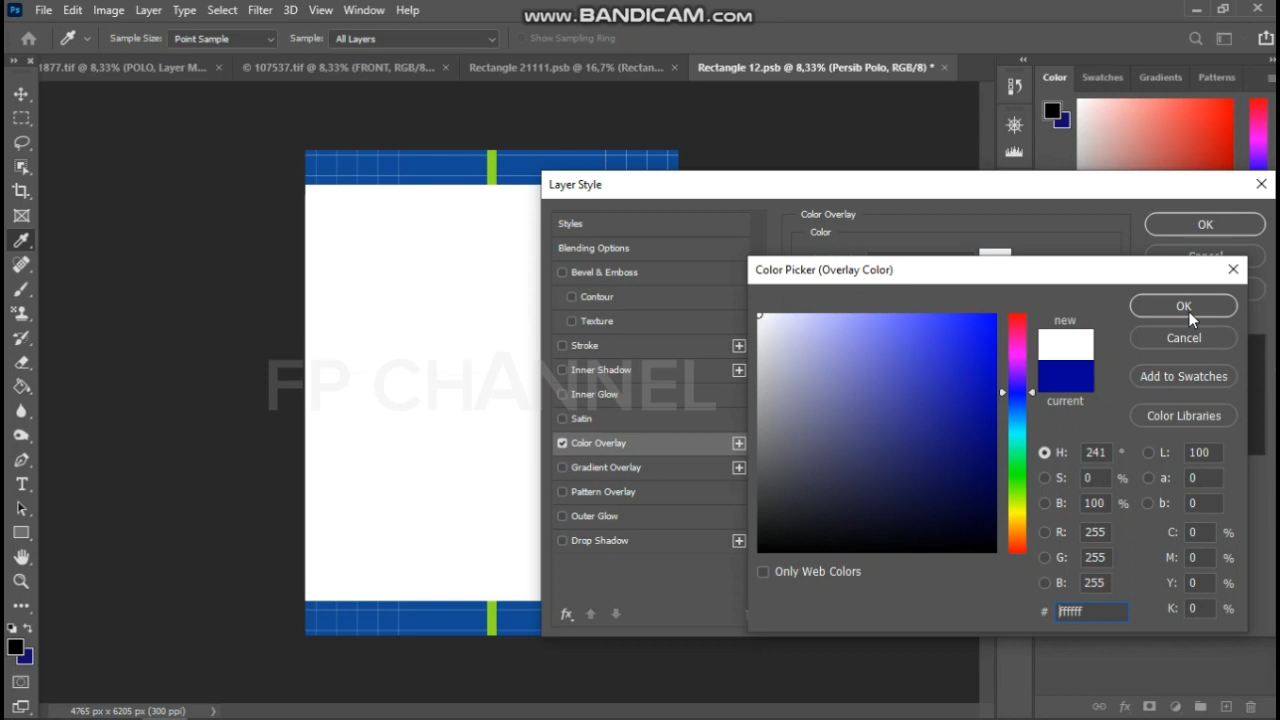 File Edit Image Layer Type Select Filter 3D View Window Help
www.BANDICAM.com
Sample Size: Point Sample Sample: All Layers Show Sampling Ring
1877.tif @ 8,33% (POLO, Layer M... × © 107537.tif @ 8,33% (FRONT, RGB/8... × Rectangle 21111.psb @ 16,7% (Rectan... × Rectangle 12.psb @ 8,33% (Persib Polo, RGB/8) * ×
Color Swatches Gradients Patterns
Layer Style
Styles
Blending Options
Bevel & Emboss
Contour
Texture
Stroke
Inner Shadow
Inner Glow
Satin
Color Overlay
Gradient Overlay
Pattern Overlay
Outer Glow
Drop Shadow
fx
Color Overlay
Color
OK
Cancel
Color Picker (Overlay Color)
new
current
OK
Cancel
Add to Swatches
Color Libraries
H: 241 ° L: 100
S: 0 % a: 0
B: 100 % b: 0
R: 255 C: 0 %
G: 255 M: 0 %
B: 255 Y: 0 %
# ffffff K: 0 %
Only Web Colors
FP CHANNEL
4765 px x 6205 px (300 ppi)